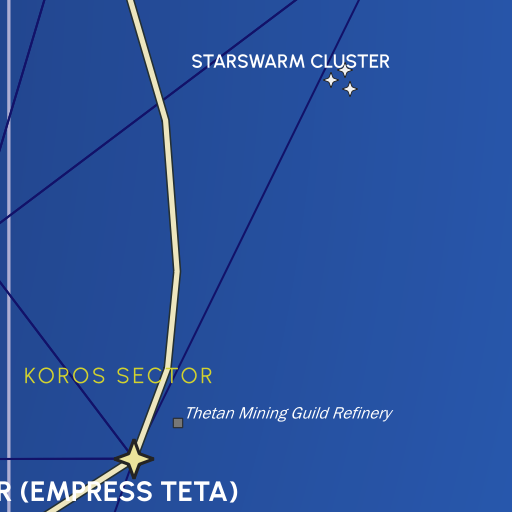 STARSWARM CLUSTER
KOROS SECTOR
Thetan Mining Guild Refinery
R (EMPRESS TETA)